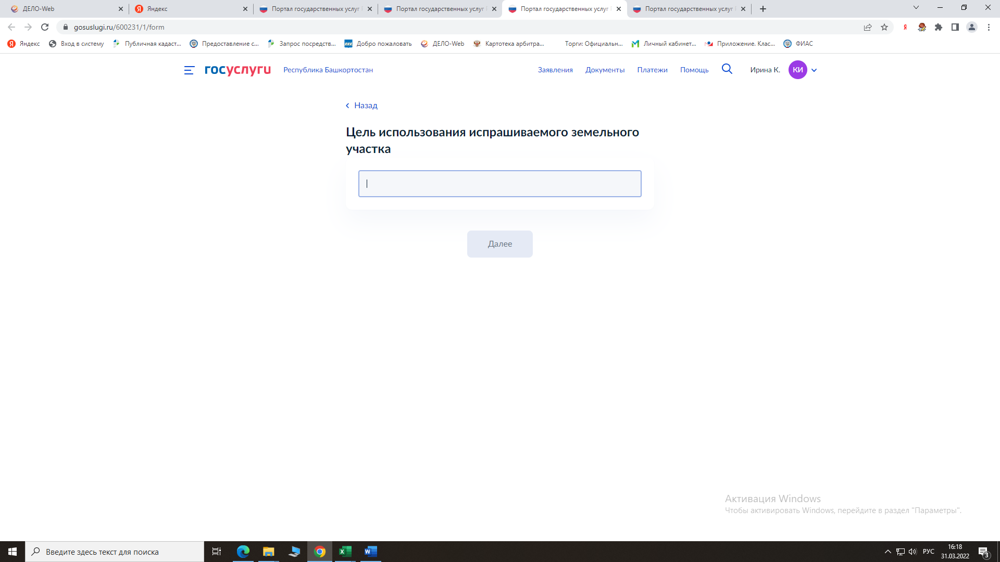 ДЕЛО-Web
Яндекс
Портал государственных услуг
Портал государственных услуг
Портал государственных услуг
Портал государственных услуг
gosuslugi.ru/600231/1/form
Яндекс
Вход в систему
Публичная кадаст...
Предоставление с...
Запрос посредств...
Добро пожаловать
ДЕЛО-Web
Картотека арбитра...
Торги: Официальн...
Личный кабинет...
Приложение. Клас...
ФИАС
госуслуги
Республика Башкортостан
Заявления
Документы
Платежи
Помощь
Ирина К.
КИ
Назад
Цель использования испрашиваемого земельного
участка
Далее
Активация Windows
Чтобы активировать Windows, перейдите в раздел "Параметры".
Введите здесь текст для поиска
РУС
16:18
31.03.2022
3